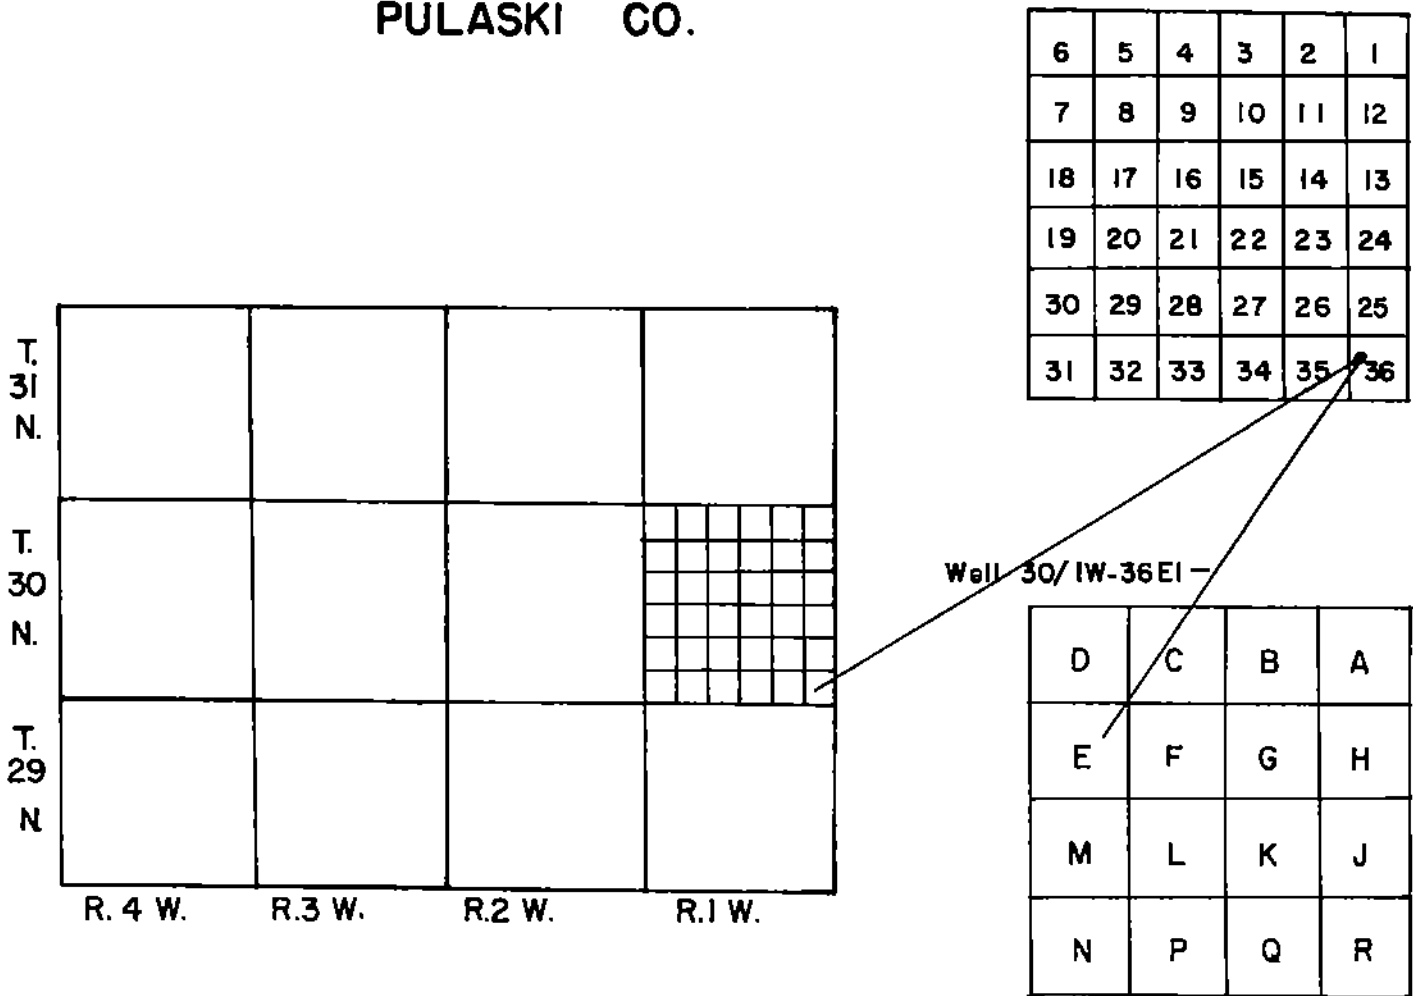 PULASKI CO.
6 5 4 3 2 1
7 8 9 10 11 12
18 17 16 15 14 13
19 20 21 22 23 24
30 29 28 27 26 25
31 32 33 34 35 36
T.
31
N.
T.
30
N.
T.
29
N.
R. 4 W. R.3 W. R.2 W. R.1 W.
Well 30/1W-36E1
D C B A
E F G H
M L K J
N P Q R